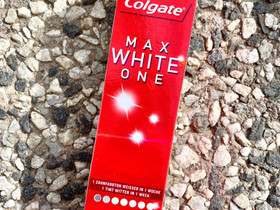 Colgate®
MAX
WHITE
ONE
1 ZAHNFARBTON WEISSER IN 1 WOCHE
1 TINT WITTER IN 1 WEEK